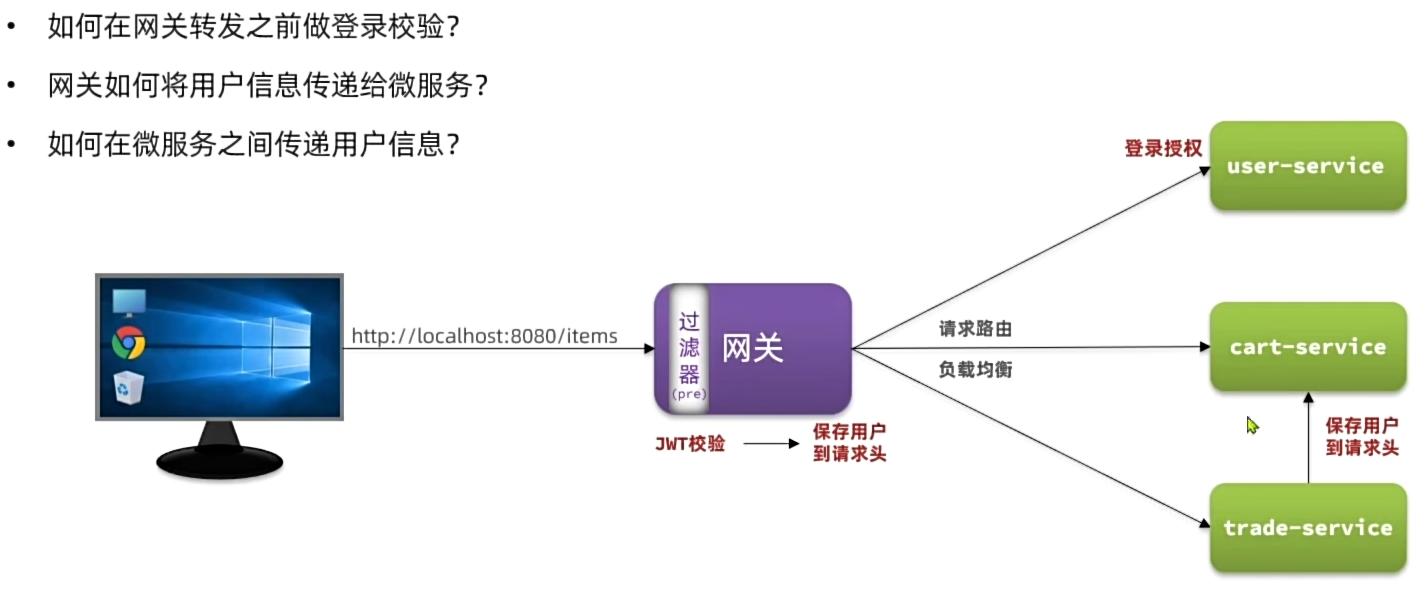 • 如何在网关转发之前做登录校验？
• 网关如何将用户信息传递给微服务？
• 如何在微服务之间传递用户信息？
登录授权
user-service
http://localhost:8080/items
过滤器
(pre)
网关
请求路由
负载均衡
cart-service
JWT校验
保存用户
到请求头
保存用户
到请求头
trade-service